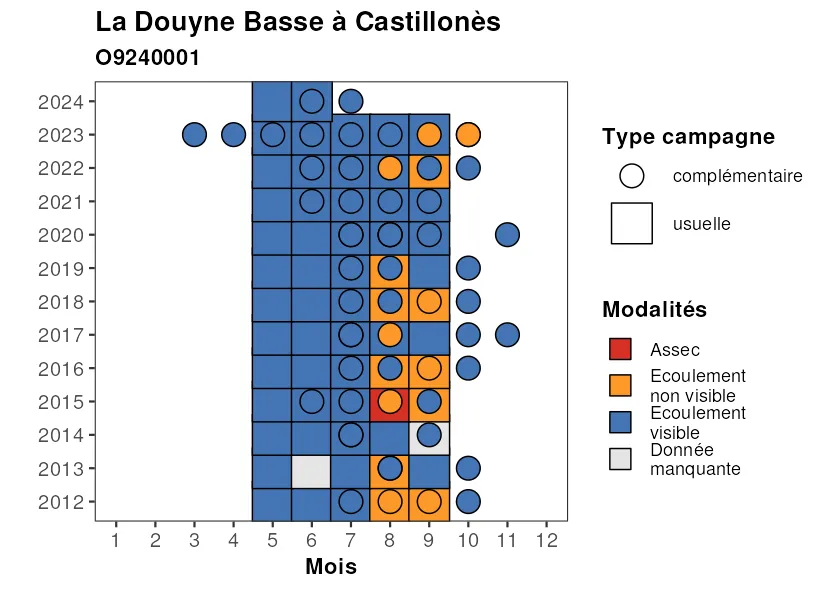 La Douyne Basse à Castillonès
O9240001
2024
2023
2022
2021
2020
2019
2018
2017
2016
2015
2014
2013
2012
1 2 3 4 5 6 7 8 9 10 11 12
Mois
Type campagne
complémentaire
usuelle
Modalités
Assec
Ecoulement
non visible
Ecoulement
visible
Donnée
manquante